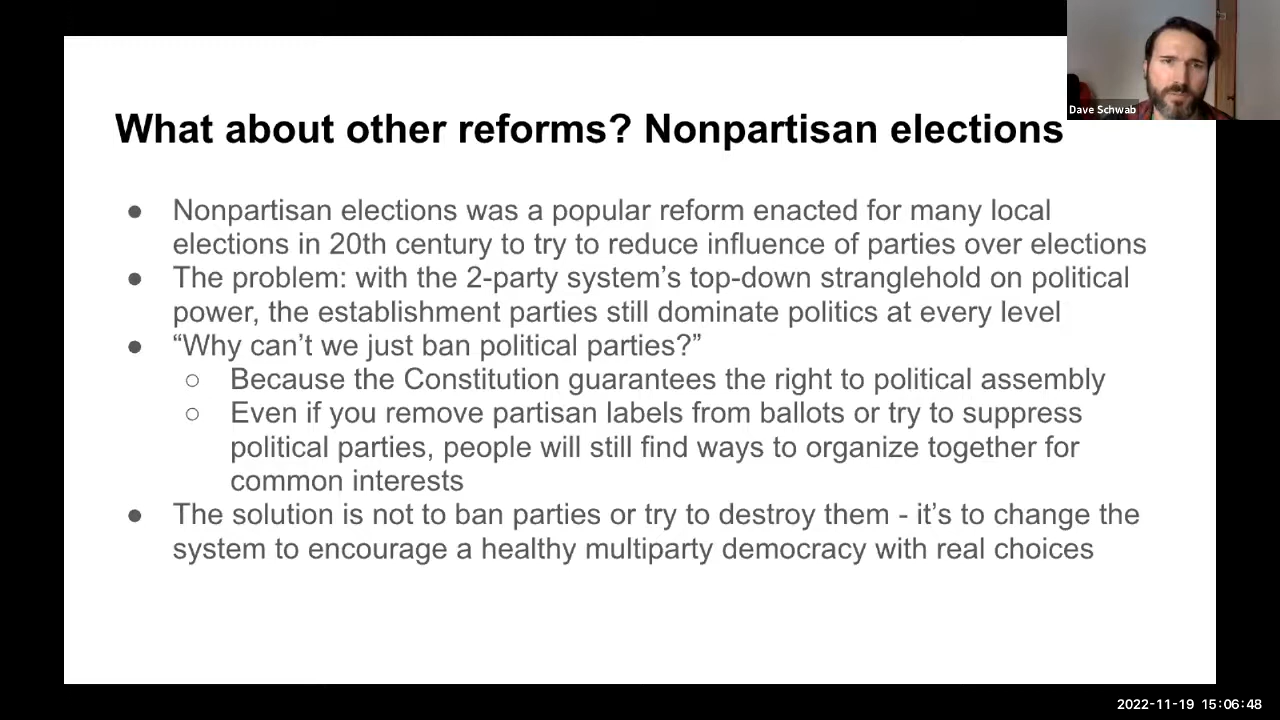 What about other reforms? Nonpartisan elections
Dave Schwab
● Nonpartisan elections was a popular reform enacted for many local
elections in 20th century to try to reduce influence of parties over elections
● The problem: with the 2-party system’s top-down stranglehold on political
power, the establishment parties still dominate politics at every level
● “Why can’t we just ban political parties?”
○ Because the Constitution guarantees the right to political assembly
○ Even if you remove partisan labels from ballots or try to suppress
political parties, people will still find ways to organize together for
common interests
● The solution is not to ban parties or try to destroy them - it’s to change the
system to encourage a healthy multiparty democracy with real choices
2022-11-19 15:06:48